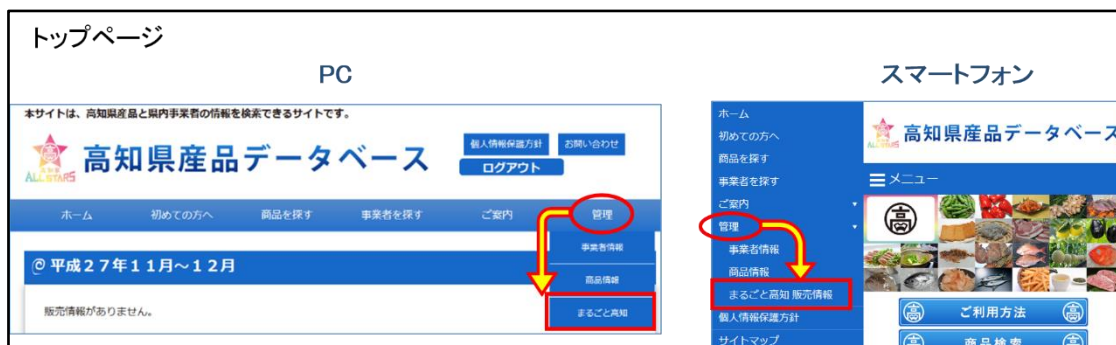 トップページ
PC
本サイトは、高知県産品と県内事業者の情報を検索できるサイトです。
ALL STARS
高知県産品データベース
個人情報保護方針
お問い合わせ
ログアウト
ホーム
初めての方へ
商品を探す
事業者を探す
ご案内
管理
事業者情報
商品情報
まるごと高知
平成27年11月~12月
販売情報がありません。
スマートフォン
ホーム
初めての方へ
商品を探す
事業者を探す
ご案内
管理
事業者情報
商品情報
まるごと高知 販売情報
個人情報保護方針
サイトマップ
高知県産品データベース
メニュー
高
高 ご利用方法 高
商品検索